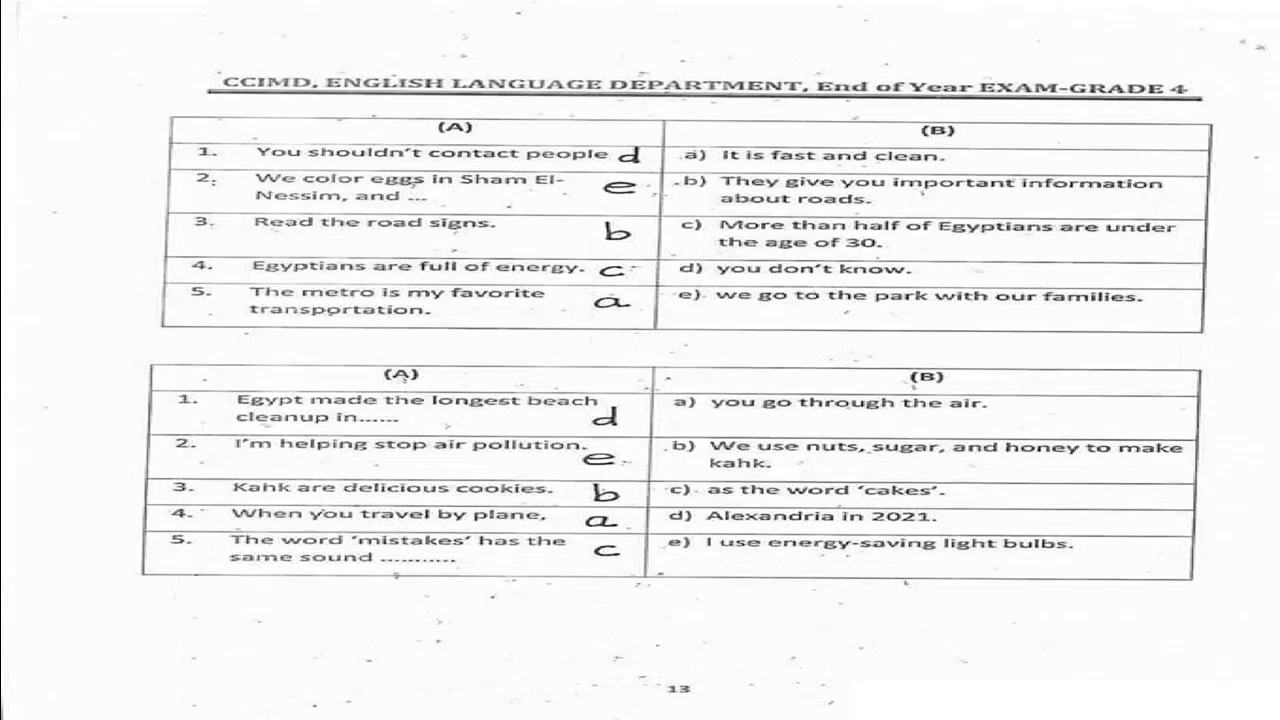 CCIMD, ENGLISH LANGUAGE DEPARTMENT, End of Year EXAM-GRADE 4
(A) (B)
1. You shouldn't contact people d a) It is fast and clean.
2. We color eggs in Sham El-
Nessim, and ... e b) They give you important information
about roads.
3. Read the road signs. b c) More than half of Egyptians are under
the age of 30.
4. Egyptians are full of energy. c d) you don't know.
5. The metro is my favorite
transportation. a e) we go to the park with our families.
(A) (B)
1. Egypt made the longest beach
cleanup in...... d a) you go through the air.
2. I'm helping stop air pollution. e b) We use nuts, sugar, and honey to make
kahk.
3. Kahk are delicious cookies. b c) as the word 'cakes'.
4. When you travel by plane, a d) Alexandria in 2021.
5. The word 'mistakes' has the
same sound ............ c e) I use energy-saving light bulbs.
13